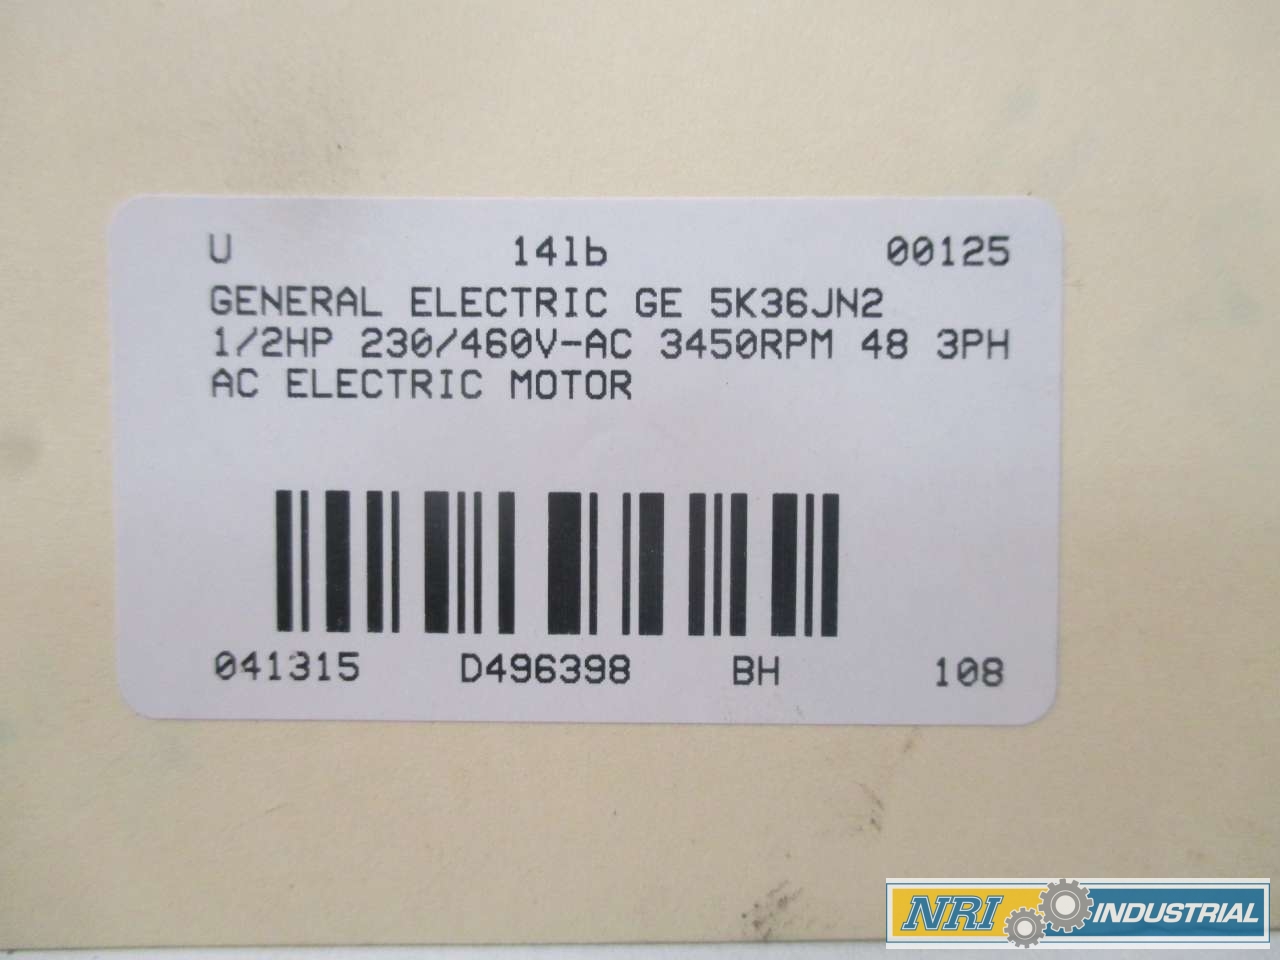 U 14lb 00125
GENERAL ELECTRIC GE 5K36JN2
1/2HP 230/460V-AC 3450RPM 48 3PH
AC ELECTRIC MOTOR
041315 D496398 BH 108
NRI INDUSTRIAL